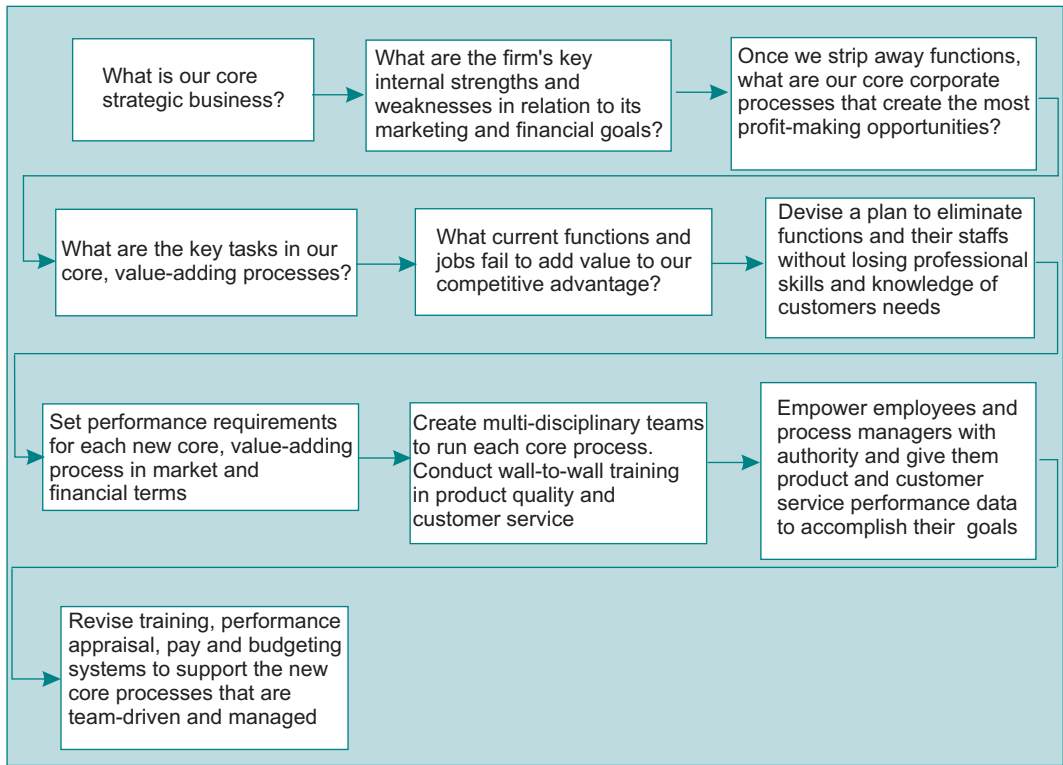 What is our core
strategic business?
What are the firm's key
internal strengths and
weaknesses in relation to its
marketing and financial goals?
Once we strip away functions,
what are our core corporate
processes that create the most
profit-making opportunities?
What are the key tasks in our
core, value-adding processes?
What current functions and
jobs fail to add value to our
competitive advantage?
Devise a plan to eliminate
functions and their staffs
without losing professional
skills and knowledge of
customers needs
Set performance requirements
for each new core, value-adding
process in market and
financial terms
Create multi-disciplinary teams
to run each core process.
Conduct wall-to-wall training
in product quality and
customer service
Empower employees and
process managers with
authority and give them
product and customer
service performance data
to accomplish their goals
Revise training, performance
appraisal, pay and budgeting
systems to support the new
core processes that are
team-driven and managed